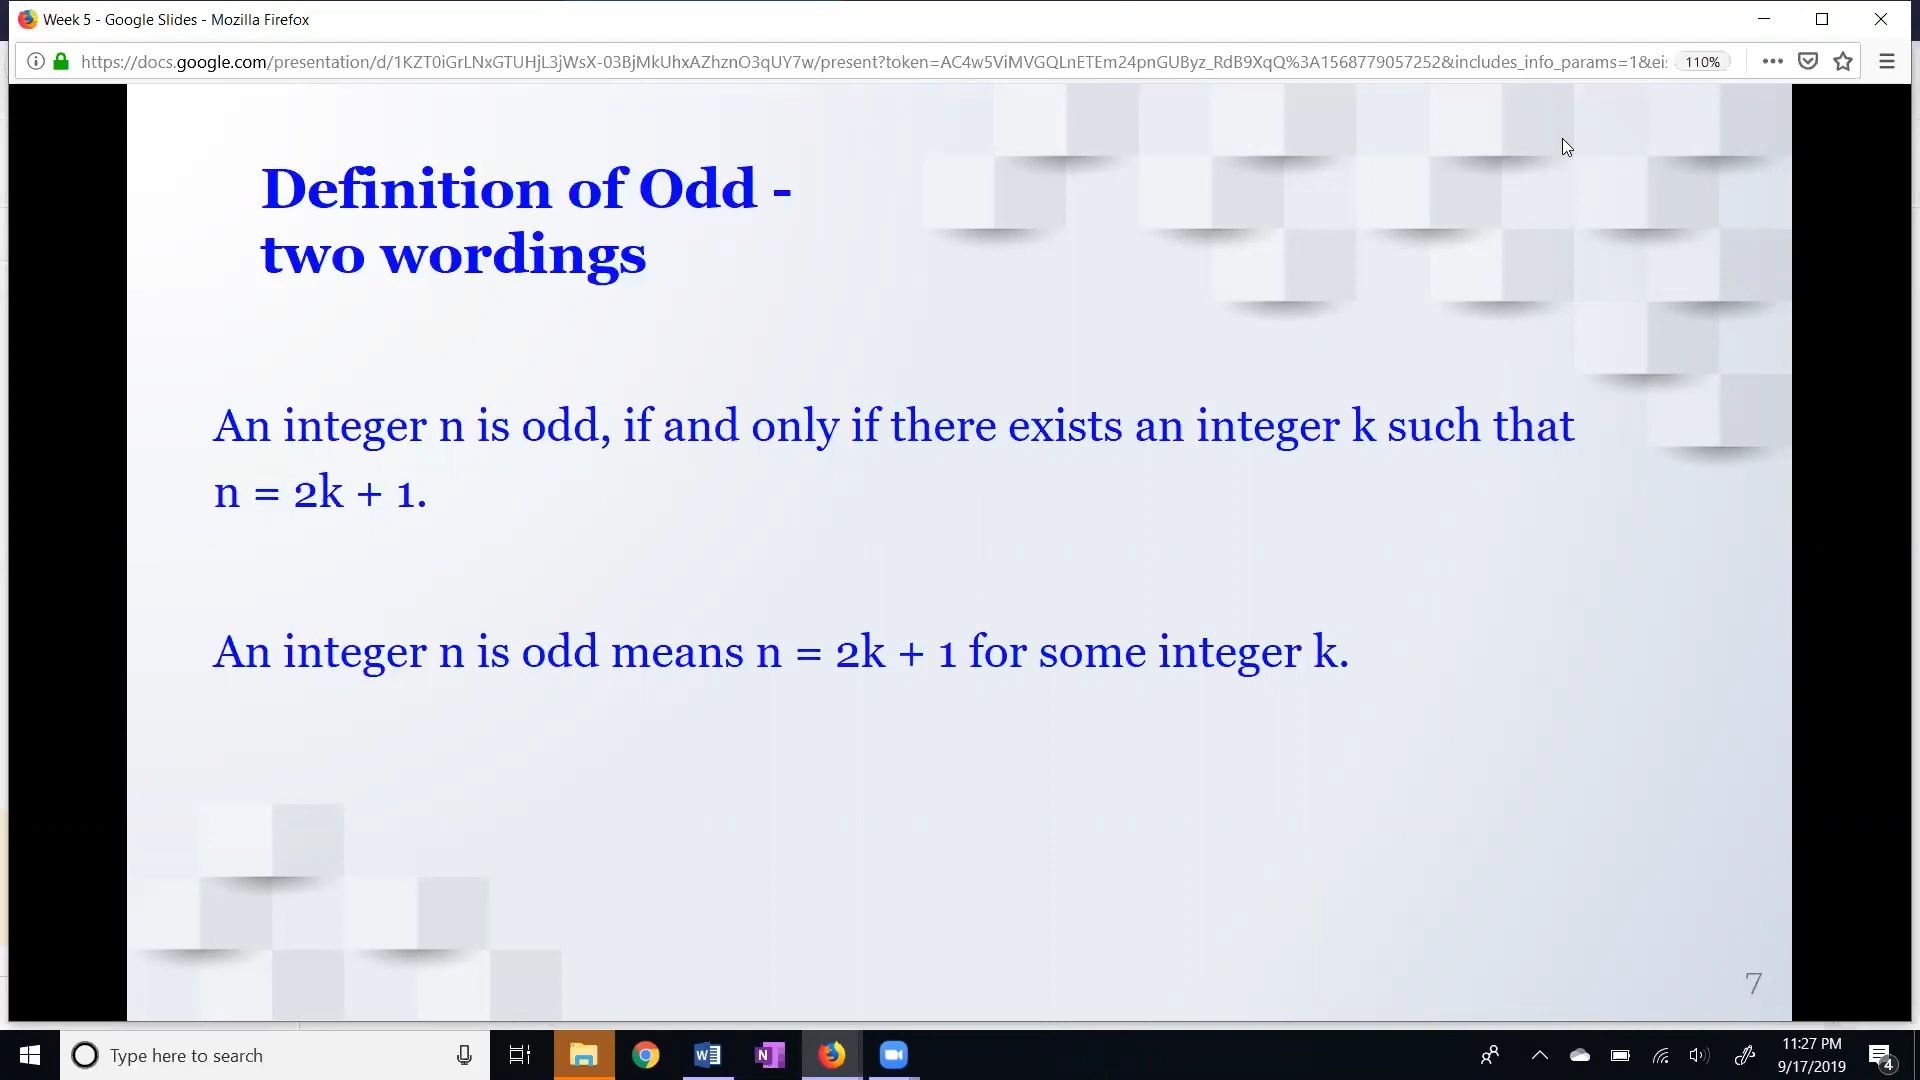 Week 5 - Google Slides - Mozilla Firefox
https://docs.google.com/presentation/d/1KZT0iGrLNxGTUHjL3jWsX-03BjMkUhxAZhznO3qUY7w/present?token=AC4w5ViMVGQLnETEm24pnGUByz_RdB9XqQ%3A1568779057252&includes_info_params=1&eis 110%
Definition of Odd -
two wordings
An integer n is odd, if and only if there exists an integer k such that
n = 2k + 1.
An integer n is odd means n = 2k + 1 for some integer k.
7
Type here to search
11:27 PM
9/17/2019
4